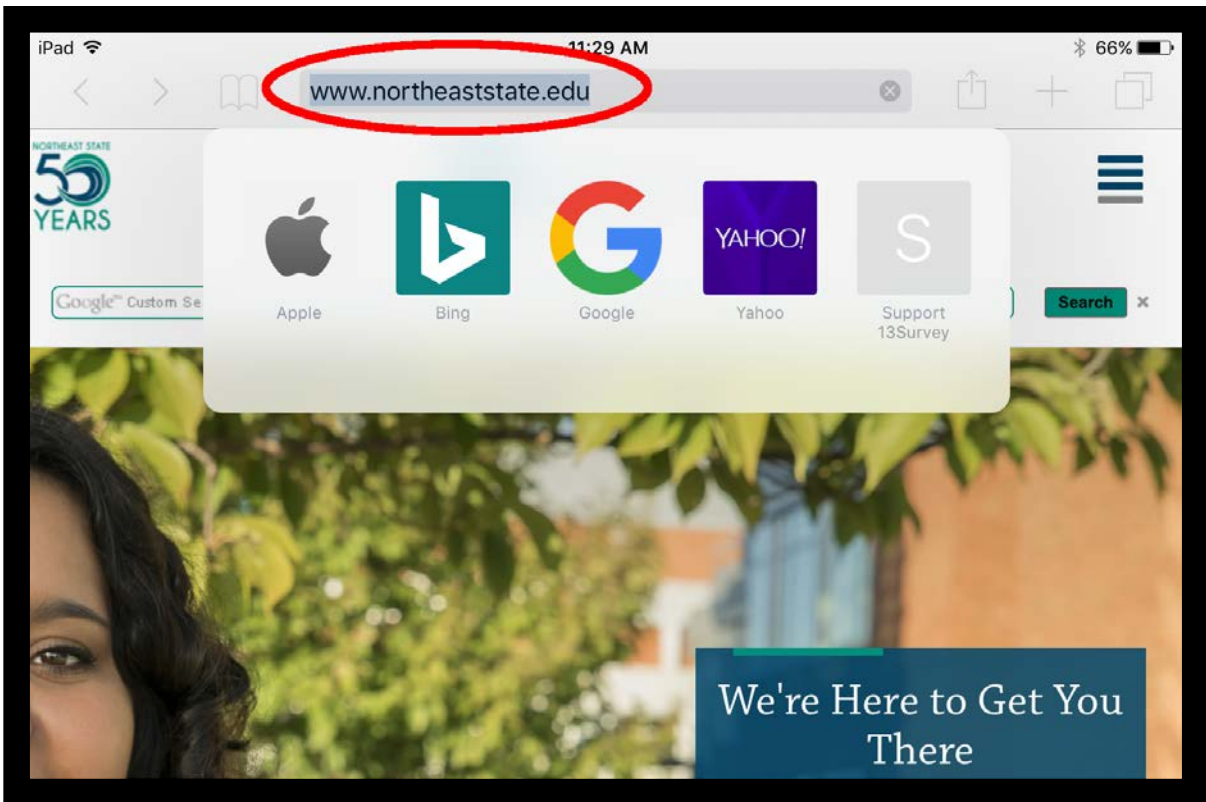 iPad 11:29 AM 66%
www.northeaststate.edu
NORTHEAST STATE
50
YEARS
YAHOO!
S
Google™ Custom Se
Search ×
Apple Bing Google Yahoo Support
13Survey
We're Here to Get You
There